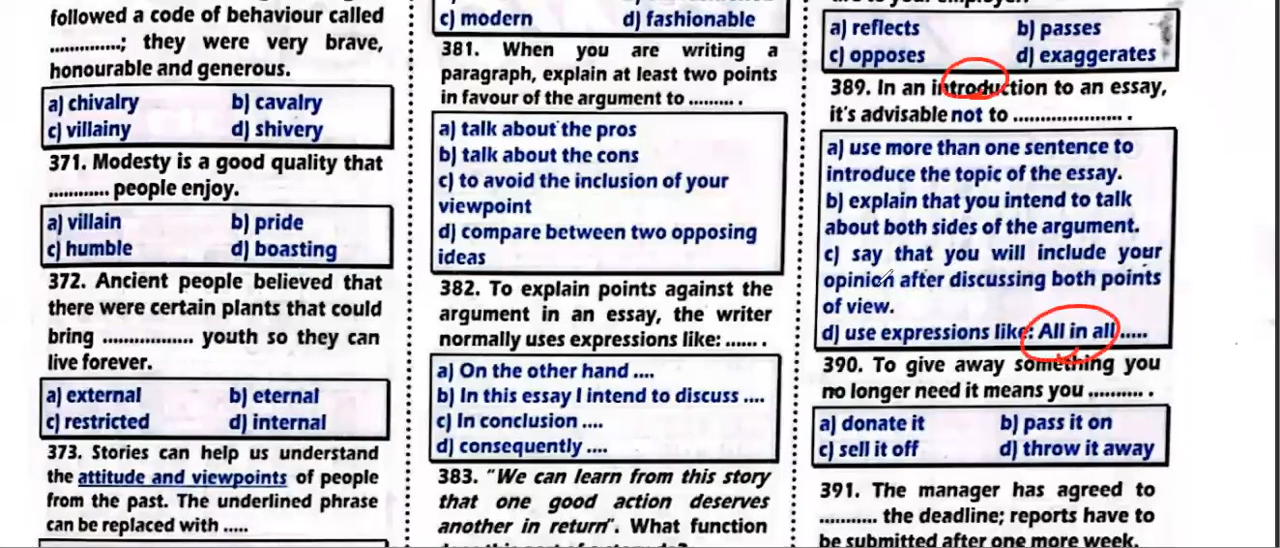 followed a code of behaviour called
..............; they were very brave,
honourable and generous.
a) chivalry b) cavalry
c) villainy d) shivery
371. Modesty is a good quality that
............ people enjoy.
a) villain b) pride
c) humble d) boasting
372. Ancient people believed that
there were certain plants that could
bring .................. youth so they can
live forever.
a) external b) eternal
c) restricted d) internal
373. Stories can help us understand
the attitude and viewpoints of people
from the past. The underlined phrase
can be replaced with .....
c) modern d) fashionable
381. When you are writing a
paragraph, explain at least two points
in favour of the argument to ......... .
a) talk about the pros
b) talk about the cons
c) to avoid the inclusion of your
viewpoint
d) compare between two opposing
ideas
382. To explain points against the
argument in an essay, the writer
normally uses expressions like: ...... .
a) On the other hand ....
b) In this essay I intend to discuss ....
c) In conclusion ....
d) consequently ....
383. "We can learn from this story
that one good action deserves
another in return". What function
a) reflects b) passes
c) opposes d) exaggerates
389. In an introduction to an essay,
it's advisable not to ...................... .
a) use more than one sentence to
introduce the topic of the essay.
b) explain that you intend to talk
about both sides of the argument.
c) say that you will include your
opinion after discussing both points
of view.
d) use expressions like: All in all .....
390. To give away something you
no longer need it means you .......... .
a) donate it b) pass it on
c) sell it off d) throw it away
391. The manager has agreed to
............ the deadline; reports have to
be submitted after one more week.